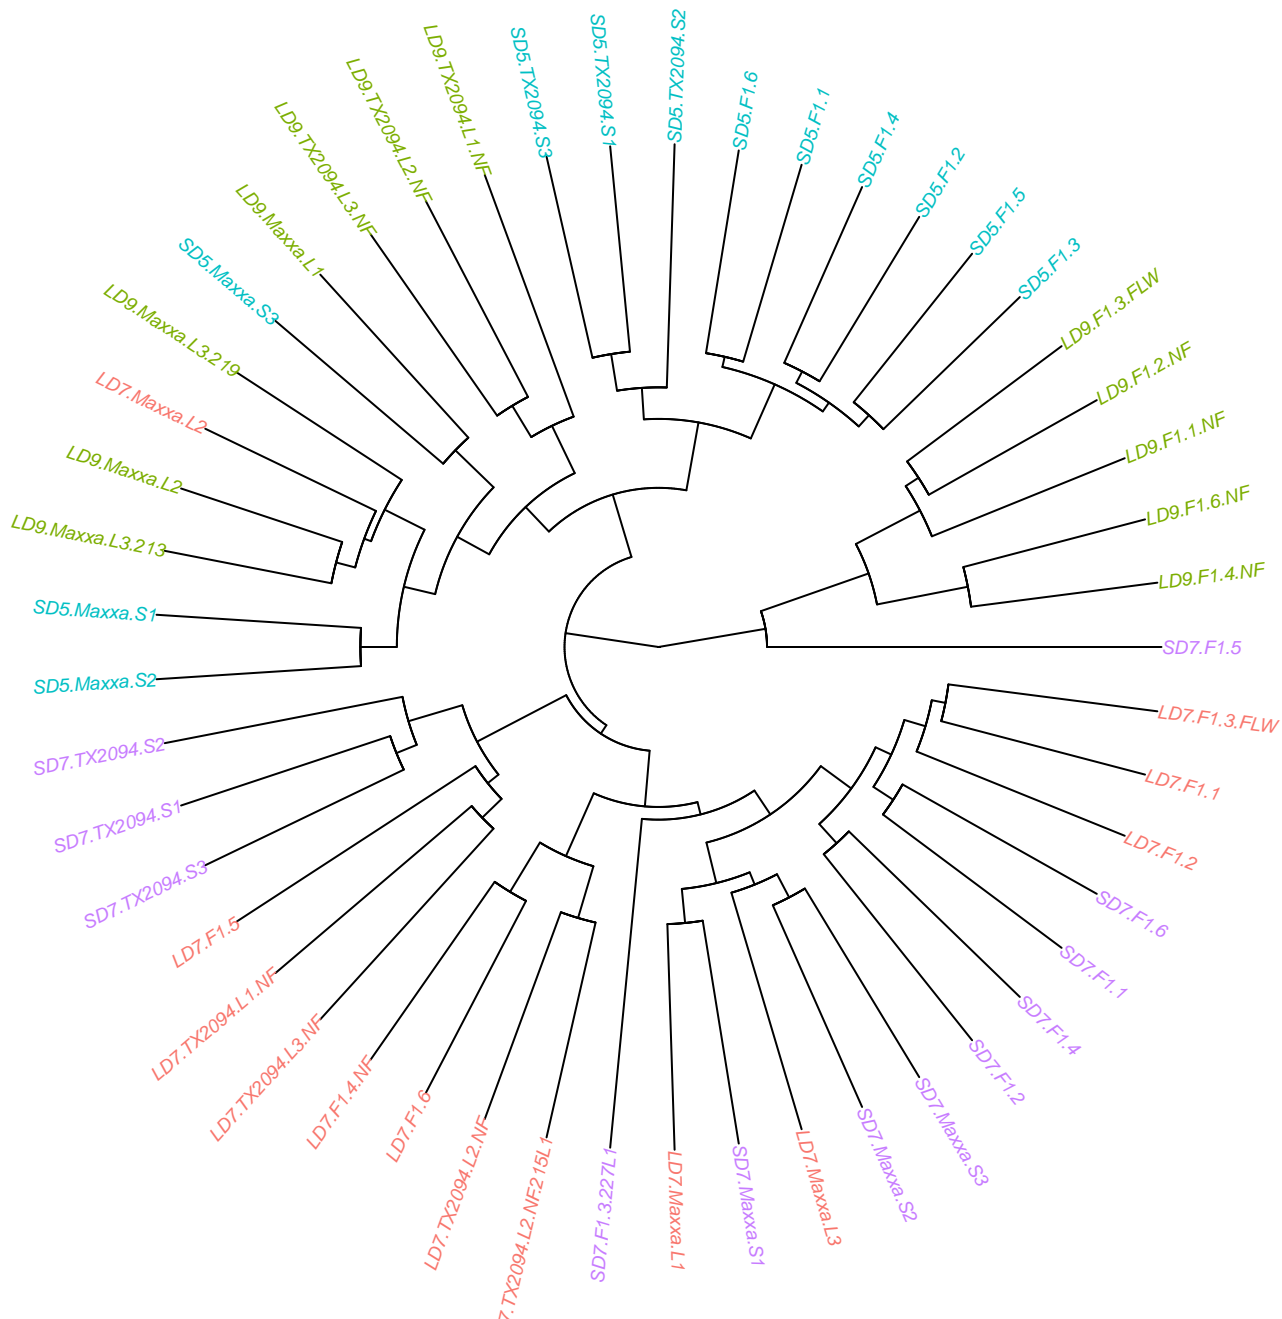 SD5.TX2094.S2
SD5.F1.6
SD5.F1.1
SD5.F1.4
SD5.F1.2
SD5.F1.5
SD5.F1.3
LD9.F1.3.FLW
LD9.F1.2.NF
LD9.F1.1.NF
LD9.F1.6.NF
LD9.F1.4.NF
SD7.F1.5
LD7.F1.3.FLW
LD7.F1.1
LD7.F1.2
SD7.F1.6
SD7.F1.1
SD7.F1.4
SD7.F1.2
SD7.Maxxa.S3
SD7.Maxxa.S2
LD7.Maxxa.L3
SD7.Maxxa.S1
LD7.Maxxa.L1
SD7.F1.3.227L1
7.TX2094.L2.NF.215L1
LD7.TX2094.L2.NF
LD7.F1.6
LD7.F1.4.NF
LD7.TX2094.L3.NF
LD7.TX2094.L1.NF
LD7.F1.5
SD7.TX2094.S3
SD7.TX2094.S1
SD7.TX2094.S2
SD5.Maxxa.S2
SD5.Maxxa.S1
LD9.Maxxa.L3.213
LD9.Maxxa.L2
LD7.Maxxa.L2
LD9.Maxxa.L3.219
SD5.Maxxa.S3
LD9.Maxxa.L1
LD9.TX2094.L3.NF
LD9.TX2094.L2.NF
LD9.TX2094.L1.NF
SD5.TX2094.S3
SD5.TX2094.S1